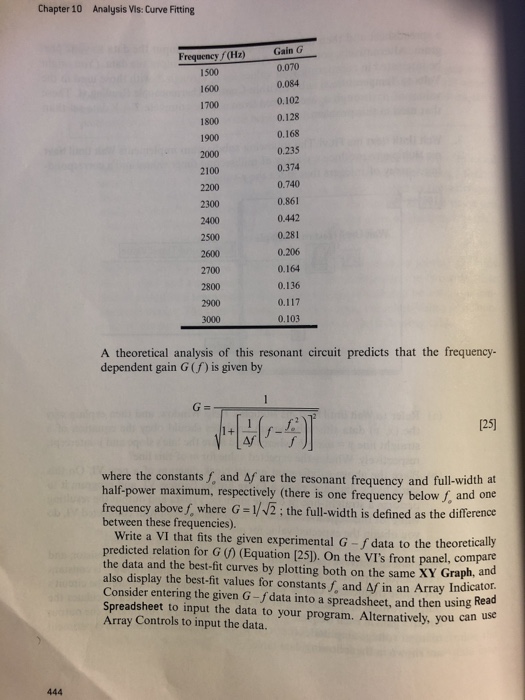 Chapter 10 Analysis VIs: Curve Fitting
Frequency f (Hz) Gain G
1500 0.070
1600 0.084
1700 0.102
1800 0.128
1900 0.168
2000 0.235
2100 0.374
2200 0.740
2300 0.861
2400 0.442
2500 0.281
2600 0.206
2700 0.164
2800 0.136
2900 0.117
3000 0.103
A theoretical analysis of this resonant circuit predicts that the frequency-
dependent gain G (f) is given by
G = 1 / √(1 + [1/Δf (f − fₒ²/f)]²) [25]
where the constants fₒ and Δf are the resonant frequency and full-width at
half-power maximum, respectively (there is one frequency below fₒ and one
frequency above fₒ where G = 1/√2 ; the full-width is defined as the difference
between these frequencies).
Write a VI that fits the given experimental G – f data to the theoretically
predicted relation for G (f) (Equation [25]). On the VI's front panel, compare
the data and the best-fit curves by plotting both on the same XY Graph, and
also display the best-fit values for constants fₒ and Δf in an Array Indicator.
Consider entering the given G – f data into a spreadsheet, and then using Read
Spreadsheet to input the data to your program. Alternatively, you can use
Array Controls to input the data.
444